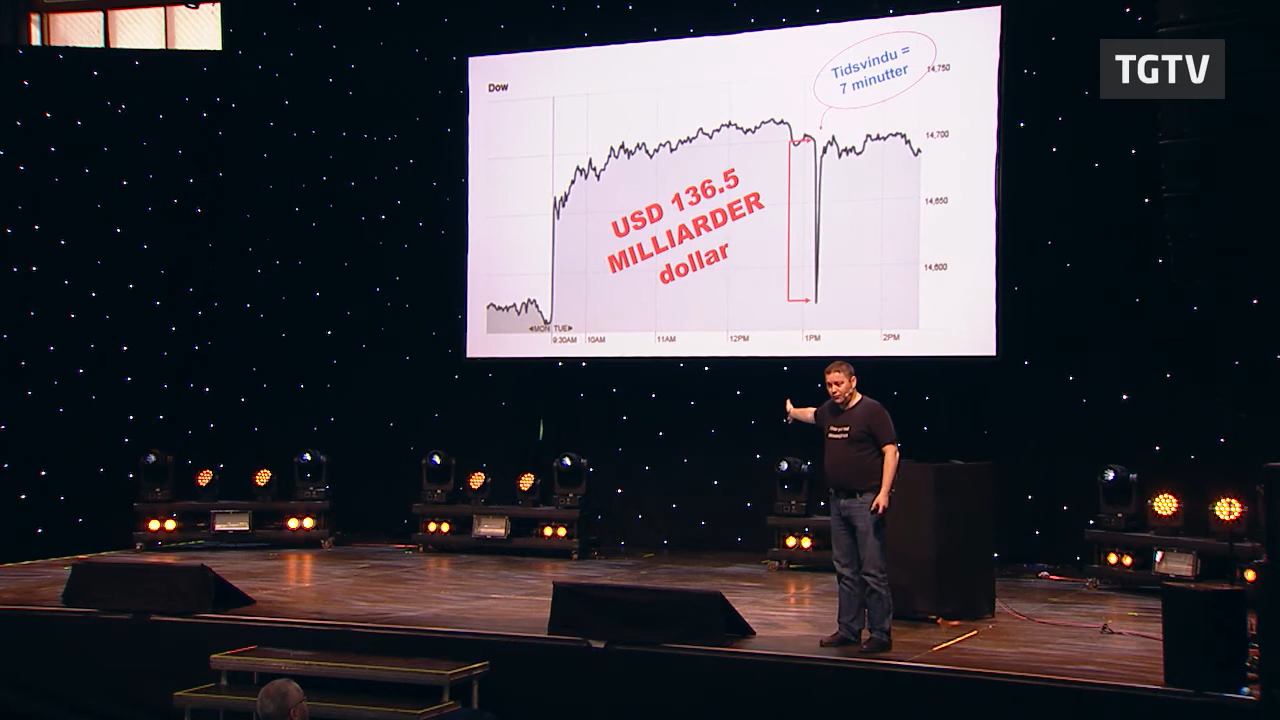 TGTV
Dow
Tidsvindu =
7 minutter
14,750
14,700
14,650
14,600
USD 136.5
MILLIARDER
dollar
◄MON TUE►
9:30AM 10AM 11AM 12PM 1PM 2PM